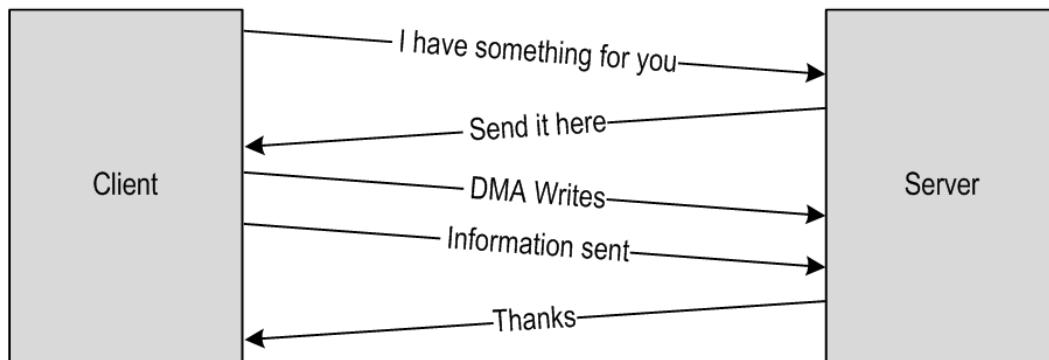 I have something for you
Send it here
Client
DMA Writes
Server
Information sent
Thanks